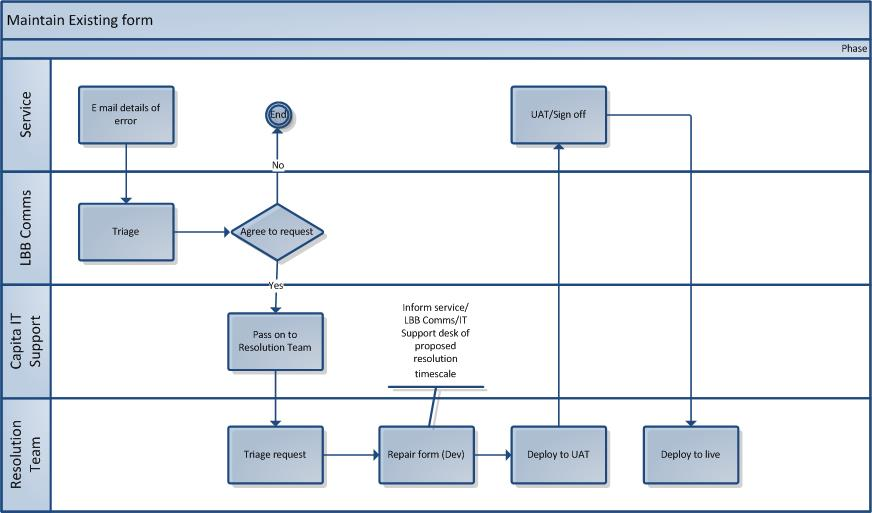 Maintain Existing form
Phase
Service
E mail details of
error
End
UAT/Sign off
No
LBB Comms
Triage
Agree to request
Yes
Capita IT
Support
Pass on to
Resolution Team
Inform service/
LBB Comms/IT
Support desk of
proposed
resolution
timescale
Resolution
Team
Triage request
Repair form (Dev)
Deploy to UAT
Deploy to live